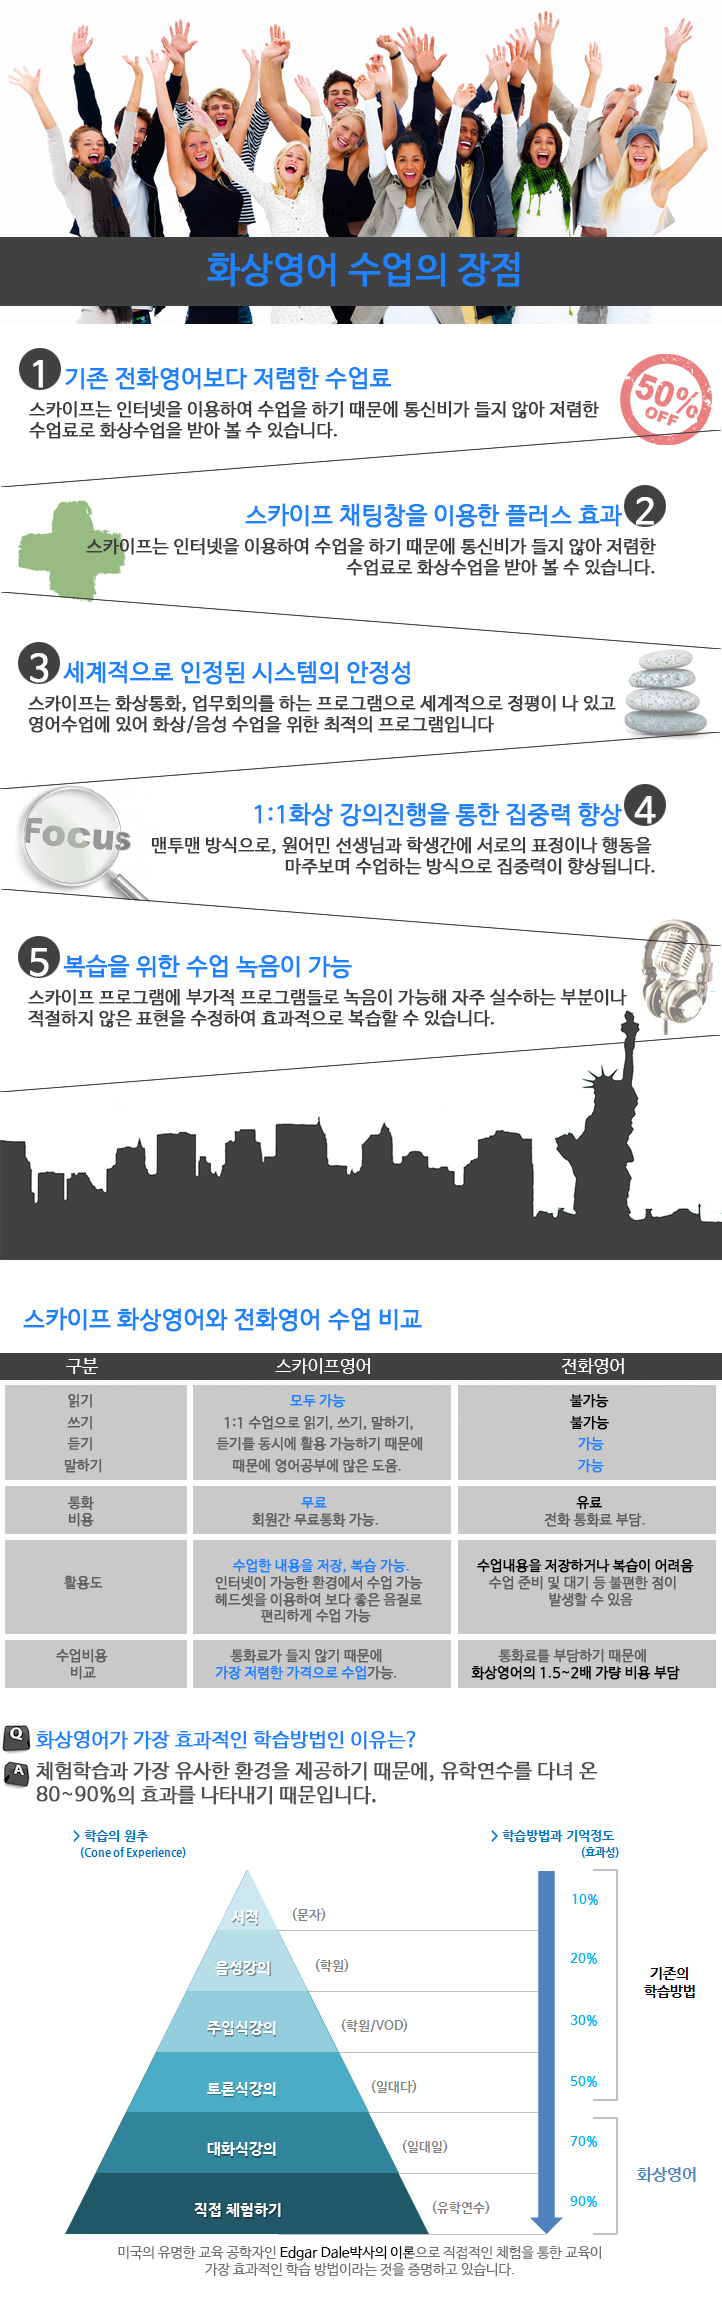 화상영어 수업의 장점
1 기존 전화영어보다 저렴한 수업료
스카이프는 인터넷을 이용하여 수업을 하기 때문에 통신비가 들지 않아 저렴한
수업료로 화상수업을 받아 볼 수 있습니다.
50%
OFF
스카이프 채팅창을 이용한 플러스 효과 2
스카이프는 인터넷을 이용하여 수업을 하기 때문에 통신비가 들지 않아 저렴한
수업료로 화상수업을 받아 볼 수 있습니다.
3 세계적으로 인정된 시스템의 안정성
스카이프는 화상통화, 업무회의를 하는 프로그램으로 세계적으로 정평이 나 있고
영어수업에 있어 화상/음성 수업을 위한 최적의 프로그램입니다
1:1화상 강의진행을 통한 집중력 향상 4
Focus
맨투맨 방식으로, 원어민 선생님과 학생간에 서로의 표정이나 행동을
마주보며 수업하는 방식으로 집중력이 향상됩니다.
5 복습을 위한 수업 녹음이 가능
스카이프 프로그램에 부가적 프로그램들로 녹음이 가능해 자주 실수하는 부분이나
적절하지 않은 표현을 수정하여 효과적으로 복습할 수 있습니다.
스카이프 화상영어와 전화영어 수업 비교
구분 스카이프영어 전화영어
읽기 모두 가능 불가능
쓰기 1:1 수업으로 읽기, 쓰기, 말하기, 불가능
듣기 듣기를 동시에 활용 가능하기 때문에 가능
말하기 때문에 영어공부에 많은 도움. 가능
통화 무료 유료
비용 회원간 무료통화 가능. 전화 통화료 부담.
수업한 내용을 저장, 복습 가능. 수업내용을 저장하거나 복습이 어려움
활용도 인터넷이 가능한 환경에서 수업 가능 수업 준비 및 대기 등 불편한 점이
헤드셋을 이용하여 보다 좋은 음질로 발생할 수 있음
편리하게 수업 가능
수업비용 통화료가 들지 않기 때문에 통화료를 부담하기 때문에
비교 가장 저렴한 가격으로 수업가능. 화상영어의 1.5~2배 가량 비용 부담
Q 화상영어가 가장 효과적인 학습방법인 이유는?
A 체험학습과 가장 유사한 환경을 제공하기 때문에, 유학연수를 다녀 온
80~90%의 효과를 나타내기 때문입니다.
> 학습의 원추 > 학습방법과 기억정도
(Cone of Experience) (효과성)
10%
서적 (문자)
20%
음성강의 (학원)
기존의
학습방법
30%
주입식강의 (학원/VOD)
50%
토론식강의 (일대다)
70%
대화식강의 (일대일)
화상영어
90%
직접 체험하기 (유학연수)
미국의 유명한 교육 공학자인 Edgar Dale박사의 이론으로 직접적인 체험을 통한 교육이
가장 효과적인 학습 방법이라는 것을 증명하고 있습니다.